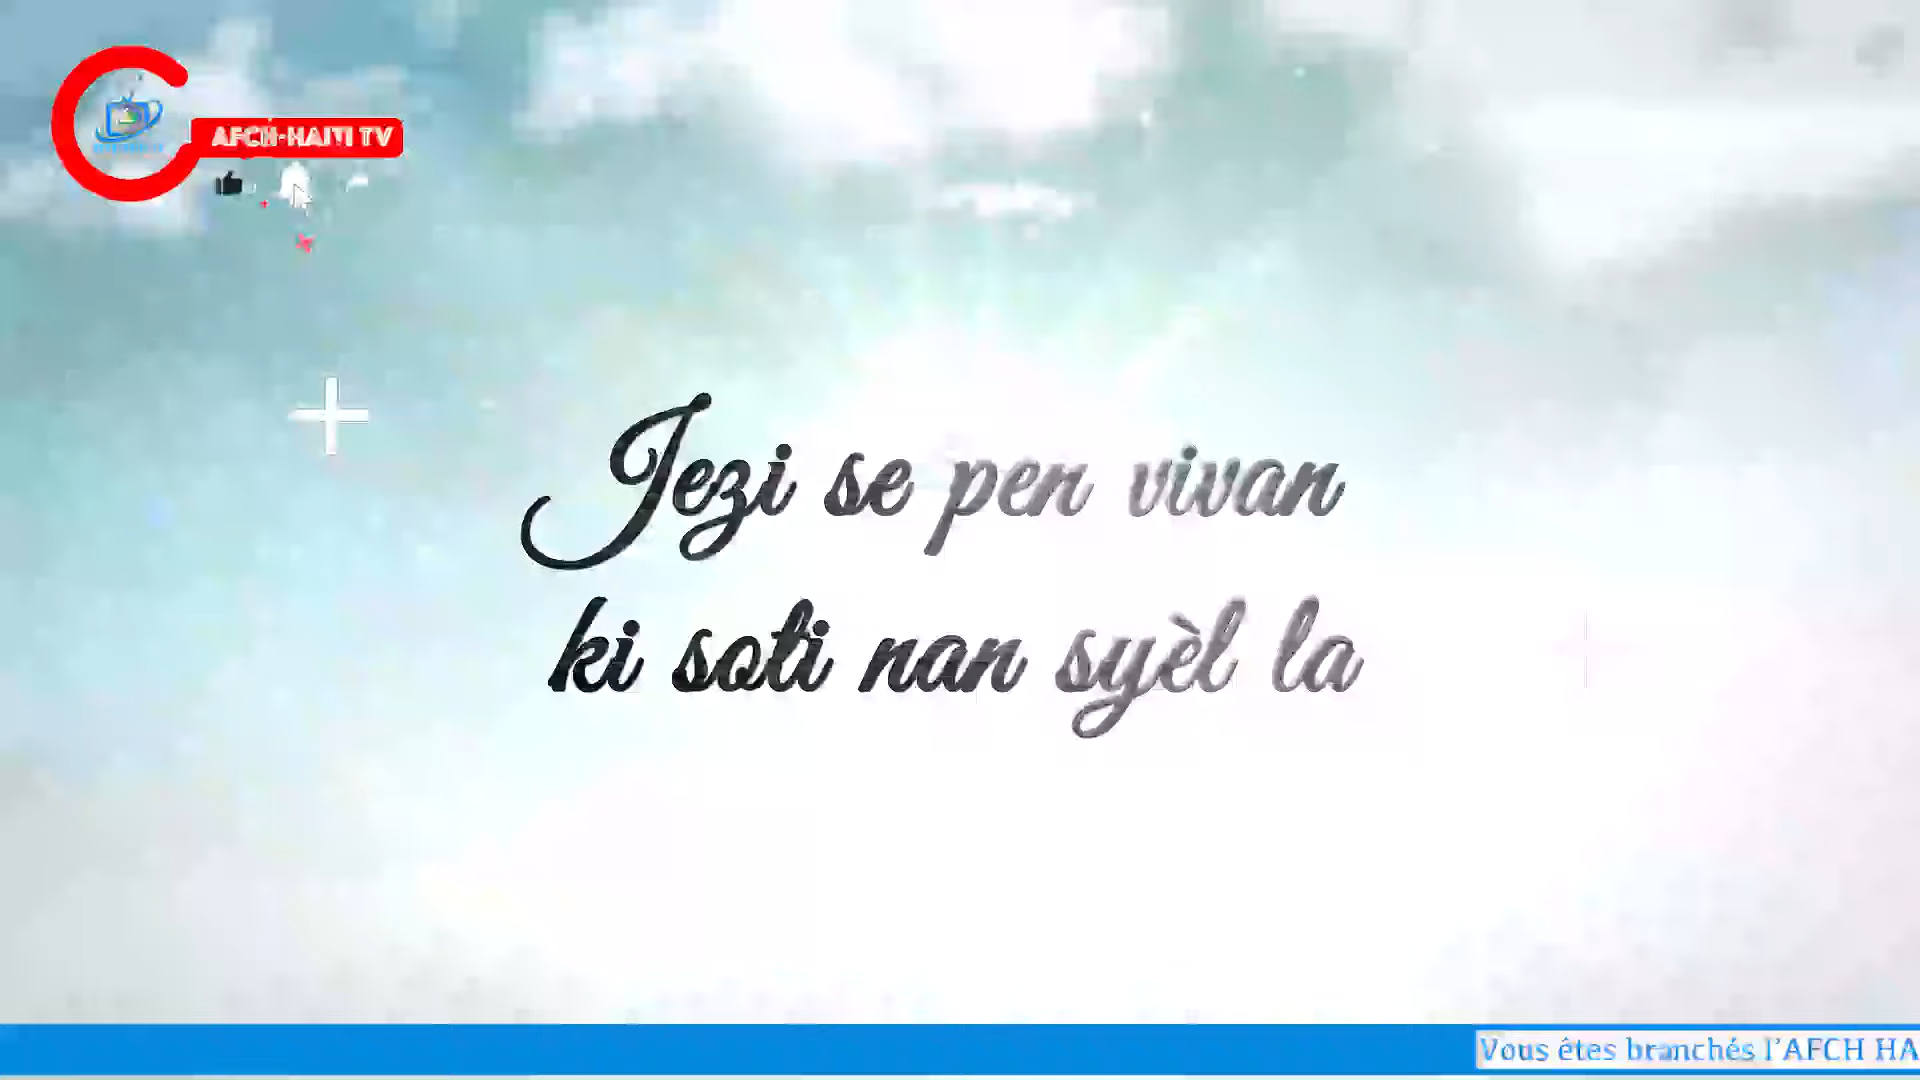 AFCH-HAITI TV
Jezi se pen vivan
ki soti nan syèl la
Vous êtes branchés l'AFCH HA